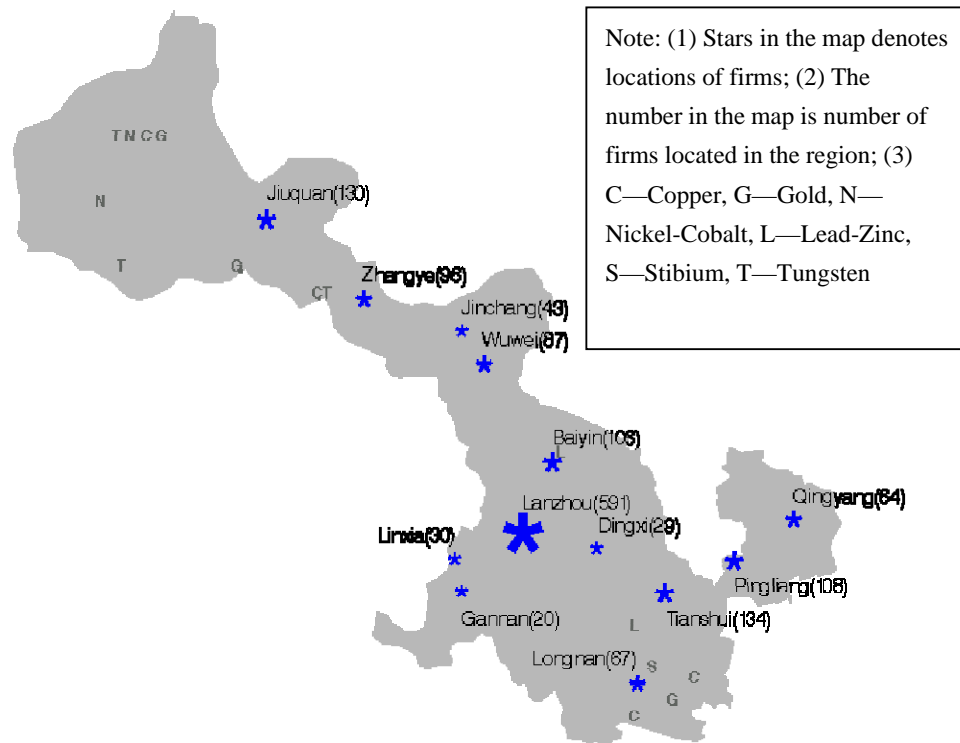 Note: (1) Stars in the map denotes
locations of firms; (2) The
number in the map is number of
firms located in the region; (3)
C—Copper, G—Gold, N—
Nickel-Cobalt, L—Lead-Zinc,
S—Stibium, T—Tungsten
T N C G
Jiuquan(130)
N
T
G
CT
Zhangye(96)
Jinchang(43)
Wuwei(87)
Baiyin(103)
L
Lanzhou(591)
Qingyang(64)
Dingxi(29)
Linxia(30)
Pingliang(108)
Gannan(20)
Tianshui(134)
L
Longnan(67)
S
C
G
C